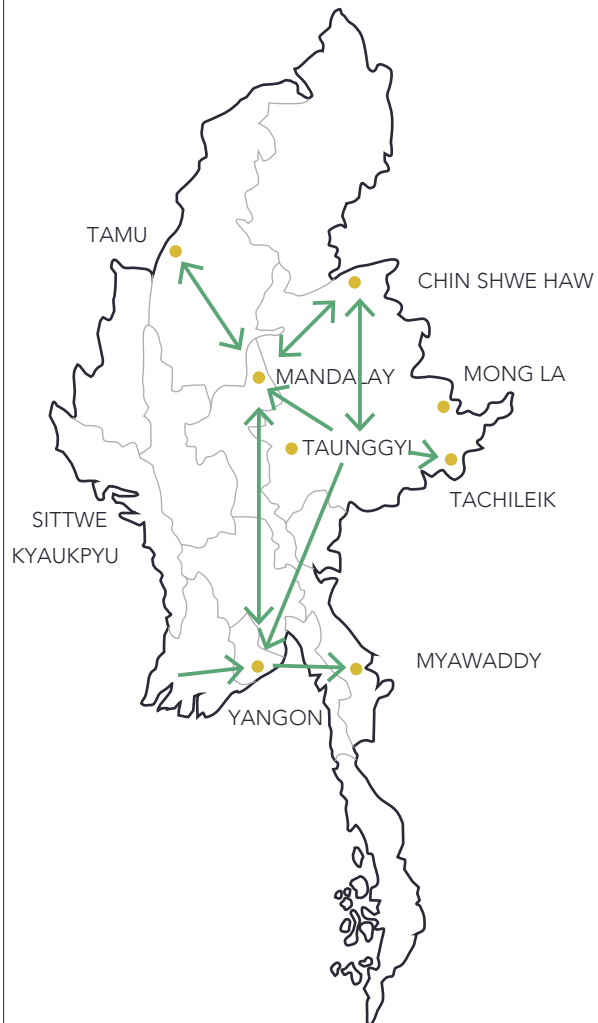 TAMU
CHIN SHWE HAW
MONG LA
MANDALAY
TAUNGGYI
TACHILEIK
SITTWE
KYAUKPYU
MYAWADDY
YANGON